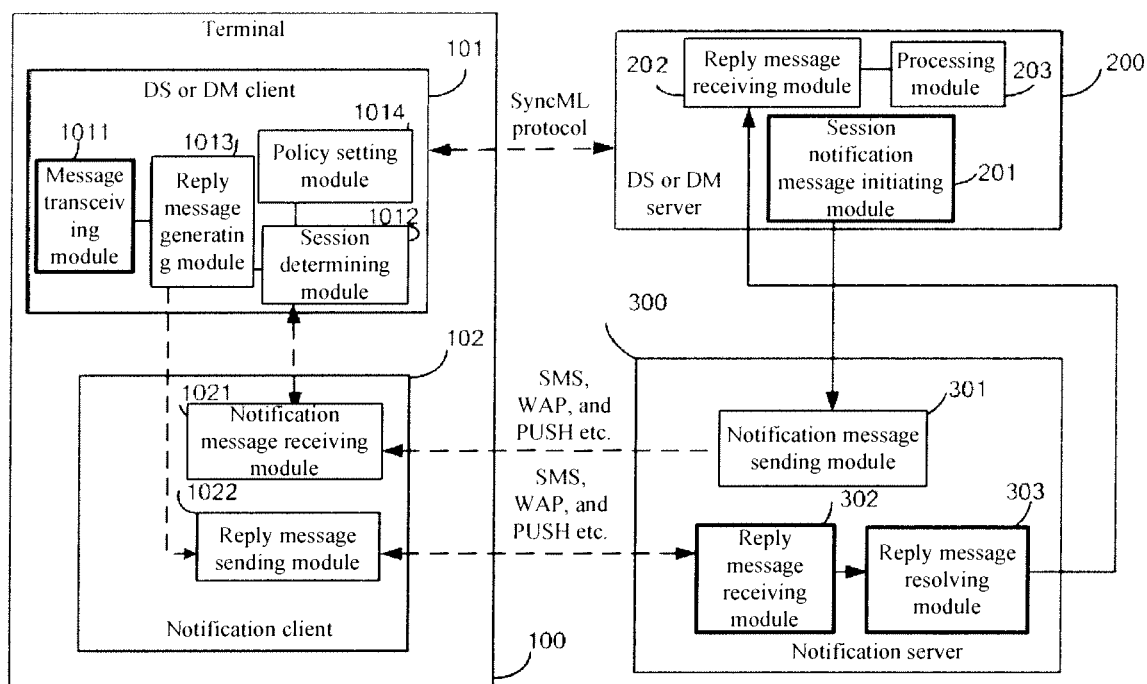 Terminal
101
DS or DM client
1011
Message
transceiv
ing module
1013
Reply
message
generatin
g module
1014
Policy setting
module
1012
Session
determining
module
SyncML
protocol
202
Reply message
receiving module
Processing
module
203
200
Session
notification
message initiating
module
201
DS or DM
server
102
1021
Notification
message receiving
module
1022
Reply message
sending module
Notification client
100
SMS,
WAP, and
PUSH etc.
SMS,
WAP, and
PUSH etc.
300
301
Notification message
sending module
302
Reply
message
receiving
module
303
Reply message
resolving
module
Notification server